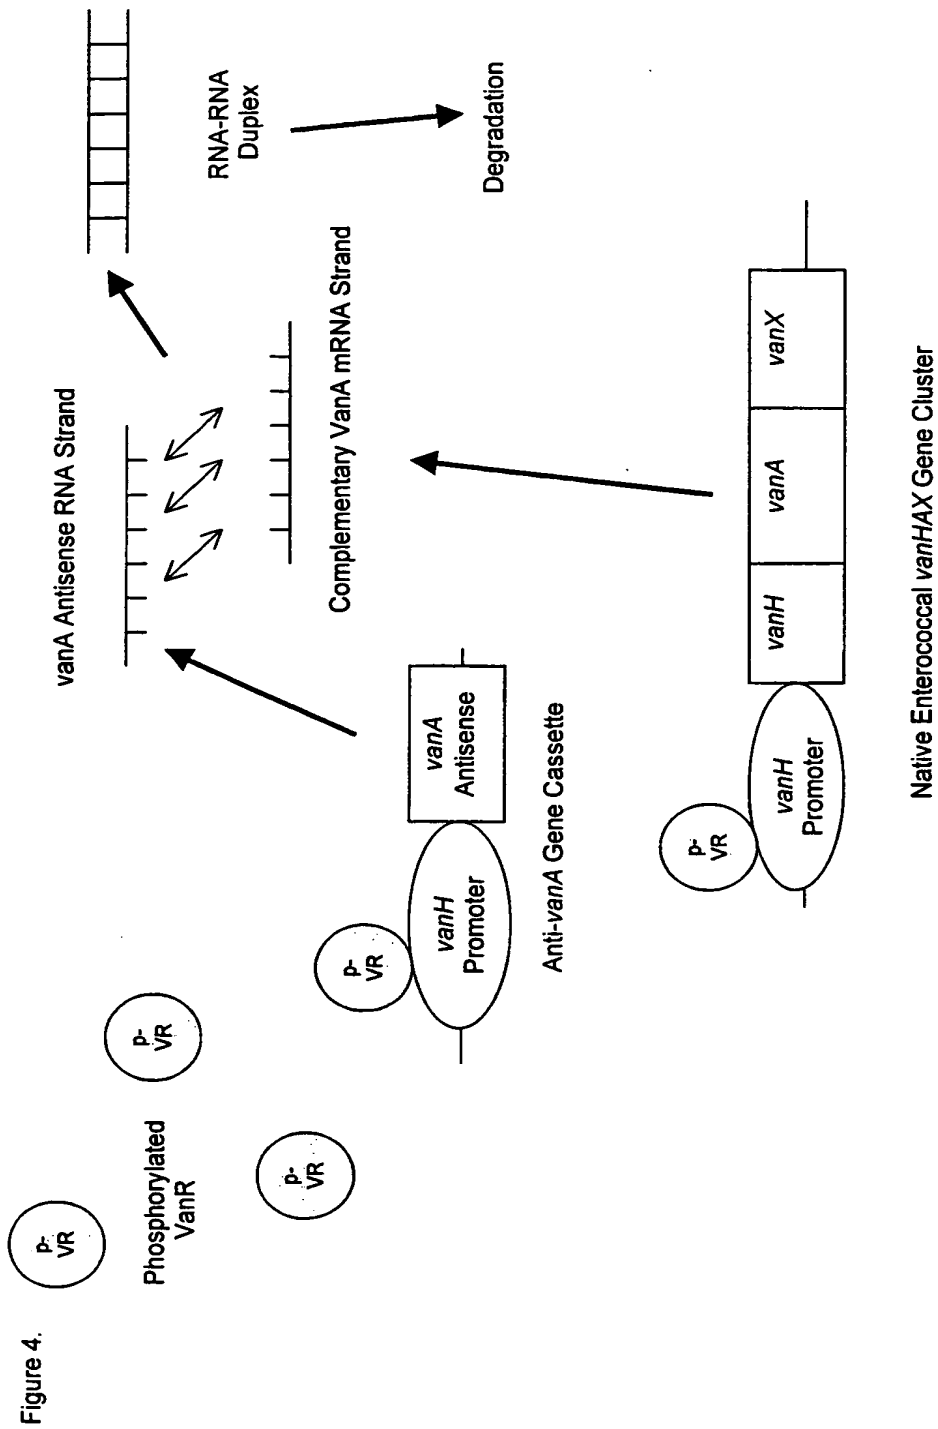 Figure 4.
p-
VR
Phosphorylated
VanR
p-
VR
p-
VR
vanA Antisense RNA Strand
RNA-RNA
Duplex
Degradation
Complementary VanA mRNA Strand
p-
VR
vanH
Promoter
vanA
Antisense
Anti-vanA Gene Cassette
p-
VR
vanH
Promoter
vanH
vanA
vanX
Native Enterococcal vanHAX Gene Cluster